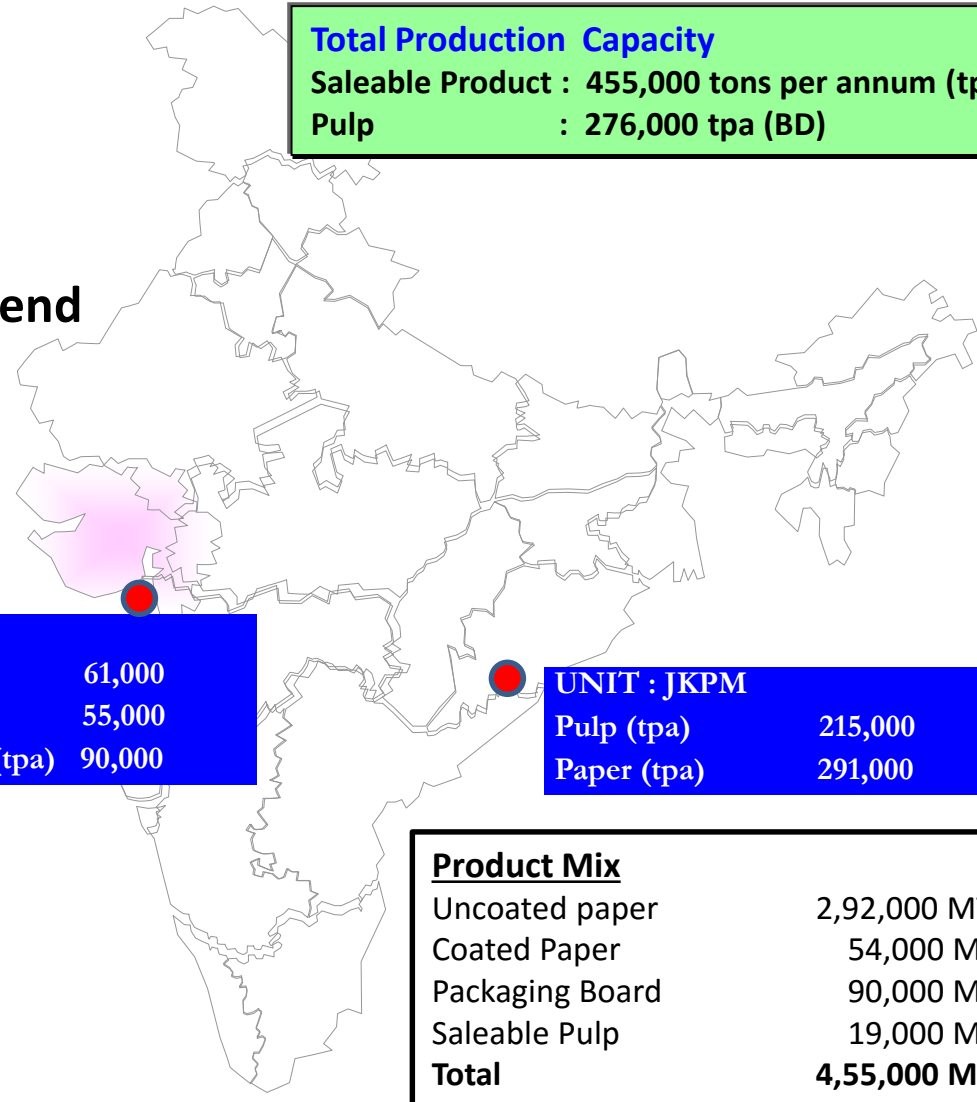 Total Production Capacity
Saleable Product : 455,000 tons per annum (tp
Pulp : 276,000 tpa (BD)
end
61,000
55,000
(tpa) 90,000
UNIT : JKPM
Pulp (tpa) 215,000
Paper (tpa) 291,000
Product Mix
Uncoated paper 2,92,000 M
Coated Paper 54,000 M
Packaging Board 90,000 M
Saleable Pulp 19,000 M
Total 4,55,000 M